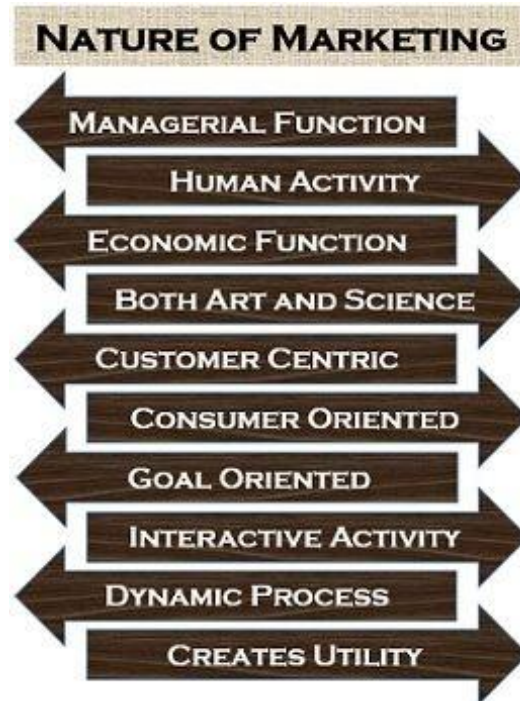 NATURE OF MARKETING
MANAGERIAL FUNCTION
HUMAN ACTIVITY
ECONOMIC FUNCTION
BOTH ART AND SCIENCE
CUSTOMER CENTRIC
CONSUMER ORIENTED
GOAL ORIENTED
INTERACTIVE ACTIVITY
DYNAMIC PROCESS
CREATES UTILITY